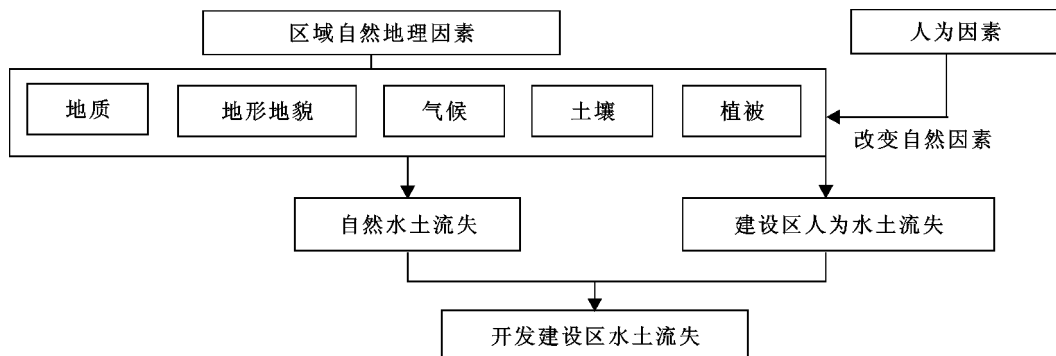 区域自然地理因素
人为因素
地质
地形地貌
气候
土壤
植被
改变自然因素
自然水土流失
建设区人为水土流失
开发建设区水土流失